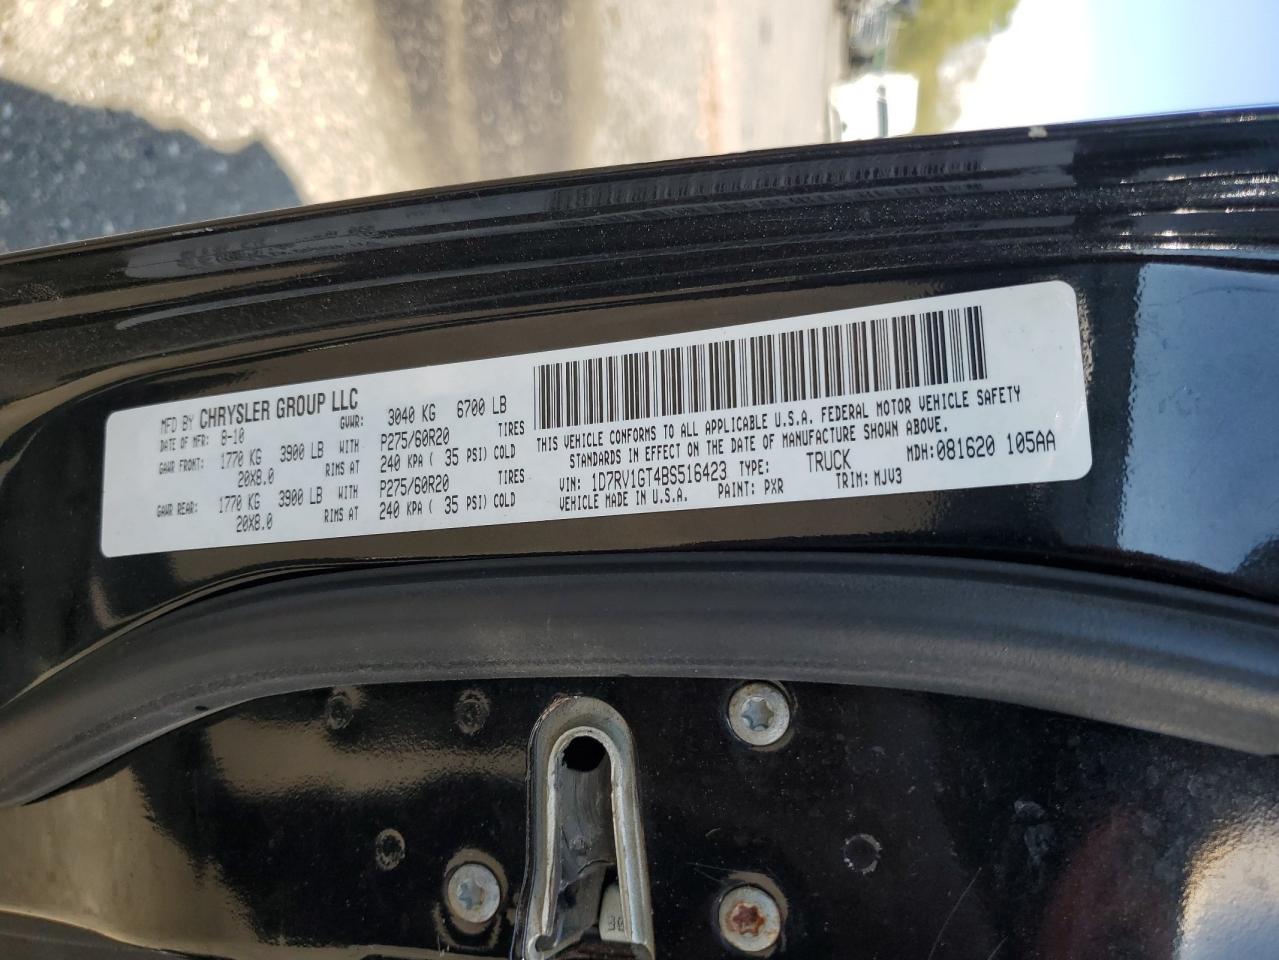 MFD BY CHRYSLER GROUP LLC
DATE OF MFR: 8-10 GVWR: 3040 KG 6700 LB
GAWR FRONT: 1770 KG 3900 LB WITH P275/60R20 TIRES
20X8.0 RIMS AT 240 KPA ( 35 PSI) COLD
GAWR REAR: 1770 KG 3900 LB WITH P275/60R20 TIRES
20X8.0 RIMS AT 240 KPA ( 35 PSI) COLD
THIS VEHICLE CONFORMS TO ALL APPLICABLE U.S.A. FEDERAL MOTOR VEHICLE SAFETY
STANDARDS IN EFFECT ON THE DATE OF MANUFACTURE SHOWN ABOVE.
VIN: 1D7RV1GT4BS516423 TYPE: TRUCK MDH: 081620 105AA
VEHICLE MADE IN U.S.A. PAINT: PXR TRIM: MJV3